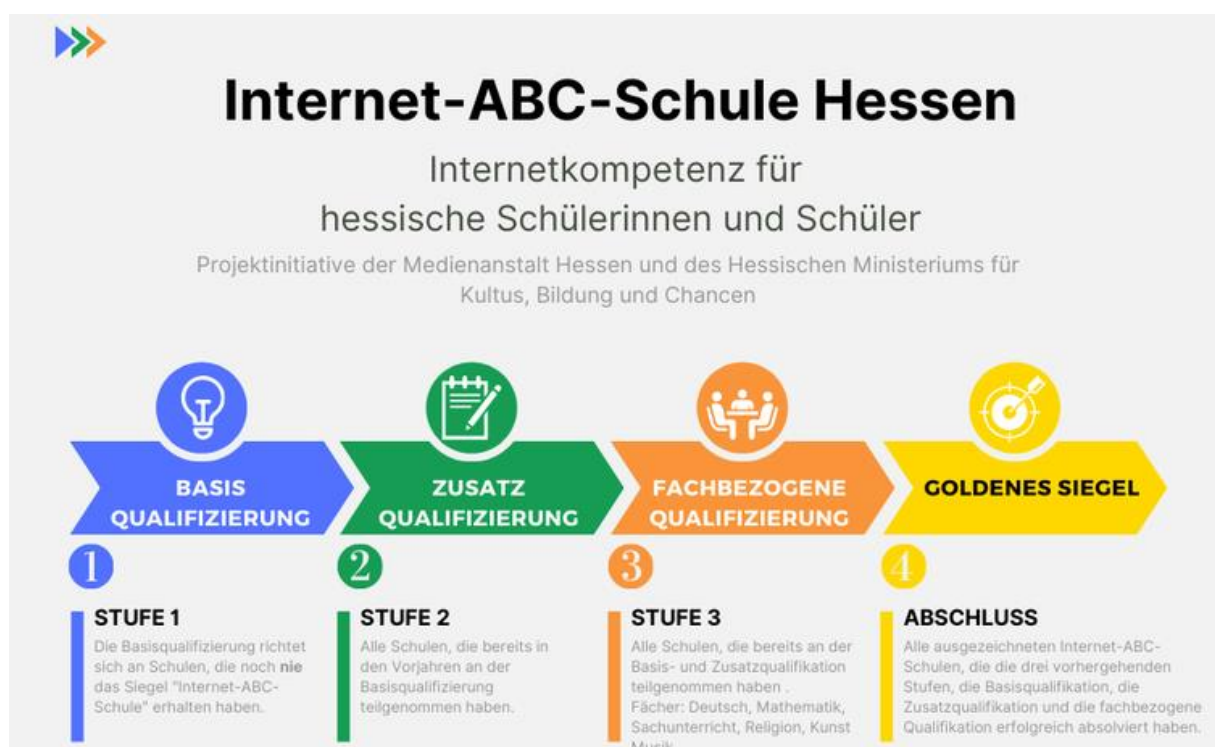 Internet-ABC-Schule Hessen
Internetkompetenz für
hessische Schülerinnen und Schüler
Projektinitiative der Medienanstalt Hessen und des Hessischen Ministeriums für
Kultus, Bildung und Chancen
BASIS
QUALIFIZIERUNG
ZUSATZ
QUALIFIZIERUNG
FACHBEZOGENE
QUALIFIZIERUNG
GOLDENES SIEGEL
1
STUFE 1
Die Basisqualifizierung richtet
sich an Schulen, die noch nie
das Siegel "Internet-ABC-
Schule" erhalten haben.
2
STUFE 2
Alle Schulen, die bereits in
den Vorjahren an der
Basisqualifizierung
teilgenommen haben.
3
STUFE 3
Alle Schulen, die bereits an der
Basis- und Zusatzqualifikation
teilgenommen haben .
Fächer: Deutsch, Mathematik,
Sachunterricht, Religion, Kunst
Musik
4
ABSCHLUSS
Alle ausgezeichneten Internet-ABC-
Schulen, die die drei vorhergehenden
Stufen, die Basisqualifikation, die
Zusatzqualifikation und die fachbezogene
Qualifikation erfolgreich absolviert haben.